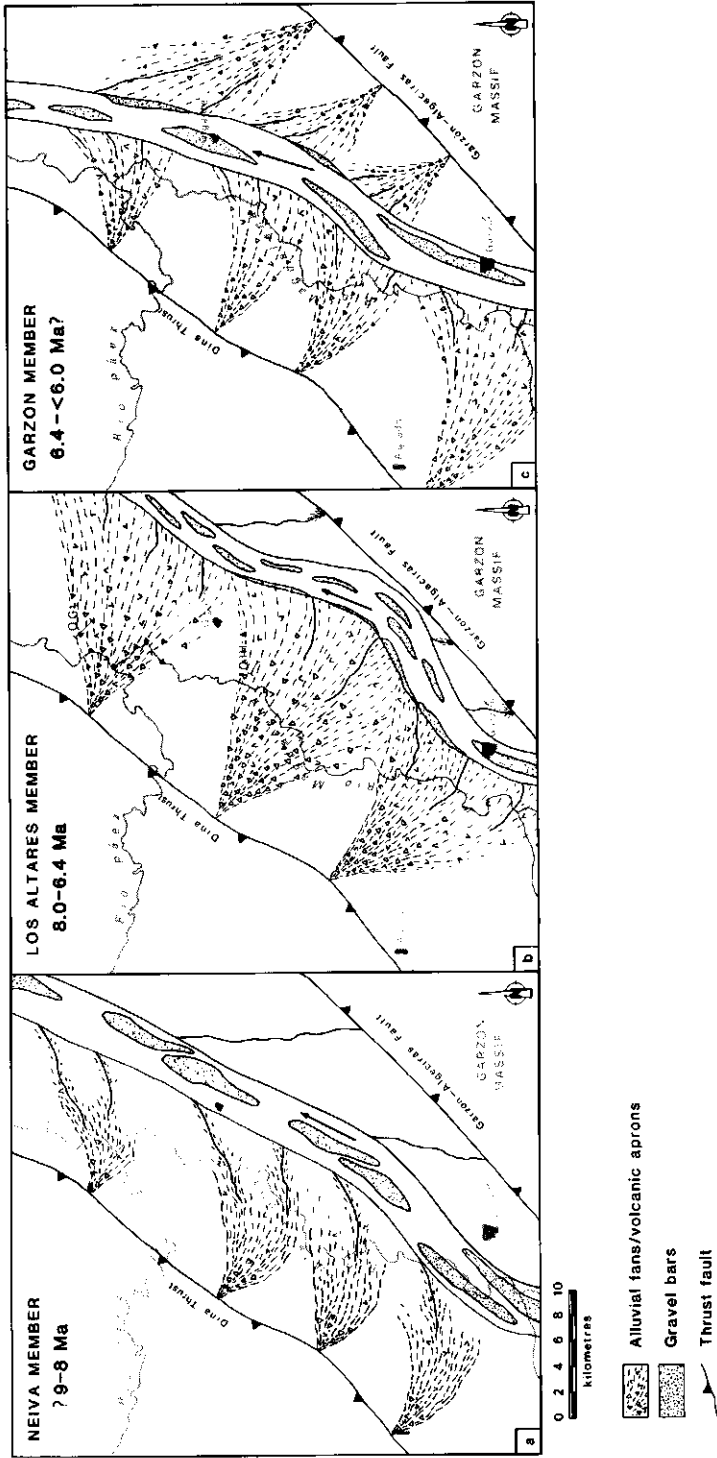 NEIVA MEMBER
? 9-8 Ma
Dina Thrust
Garzon-Algeciras Fault
GARZON
MASSIF
N
a
LOS ALTARES MEMBER
8.0-6.4 Ma
Rio Páez
Dina Thrust
Rio M
Garzon-Algeciras Fault
GARZON
MASSIF
N
b
GARZON MEMBER
6.4-<6.0 Ma?
Rio Páez
Dina Thrust
Garzon-Algeciras Fault
GARZON
MASSIF
N
c
0 2 4 6 8 10
kilometres
Alluvial fans/volcanic aprons
Gravel bars
Thrust fault